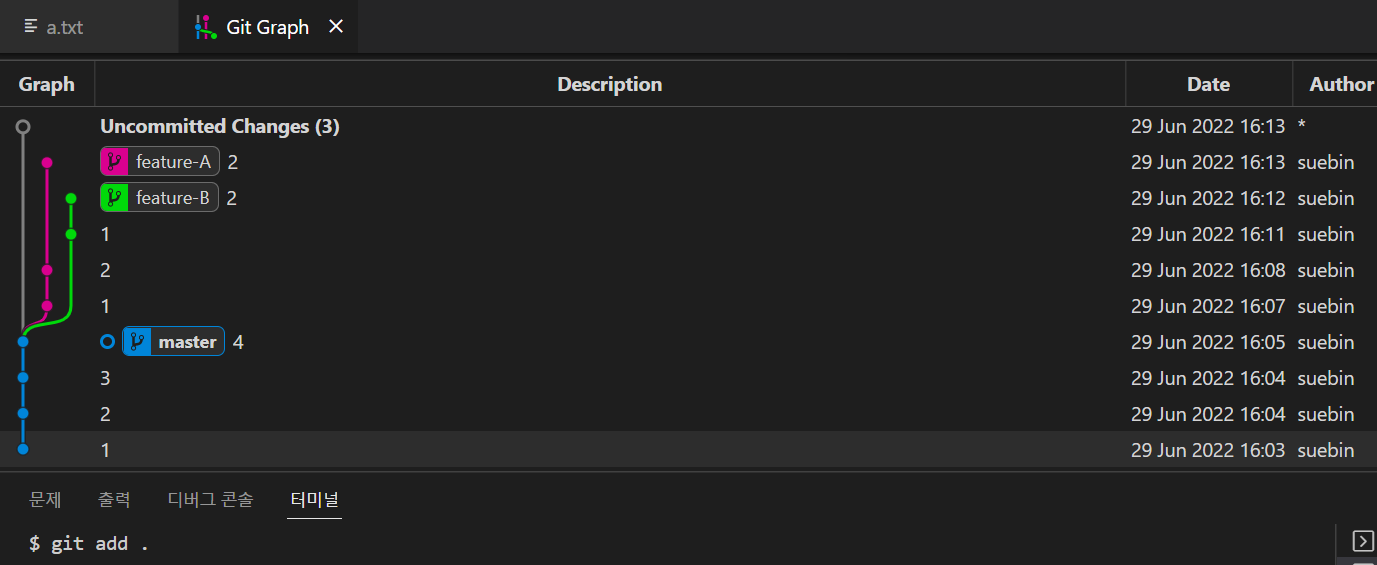 a.txt Git Graph
Graph Description Date Author
Uncommitted Changes (3) 29 Jun 2022 16:13 *
feature-A 2 29 Jun 2022 16:13 suebin
feature-B 2 29 Jun 2022 16:12 suebin
1 29 Jun 2022 16:11 suebin
2 29 Jun 2022 16:08 suebin
1 29 Jun 2022 16:07 suebin
master 4 29 Jun 2022 16:05 suebin
3 29 Jun 2022 16:04 suebin
2 29 Jun 2022 16:04 suebin
1 29 Jun 2022 16:03 suebin
문제 출력 디버그 콘솔 터미널
$ git add .